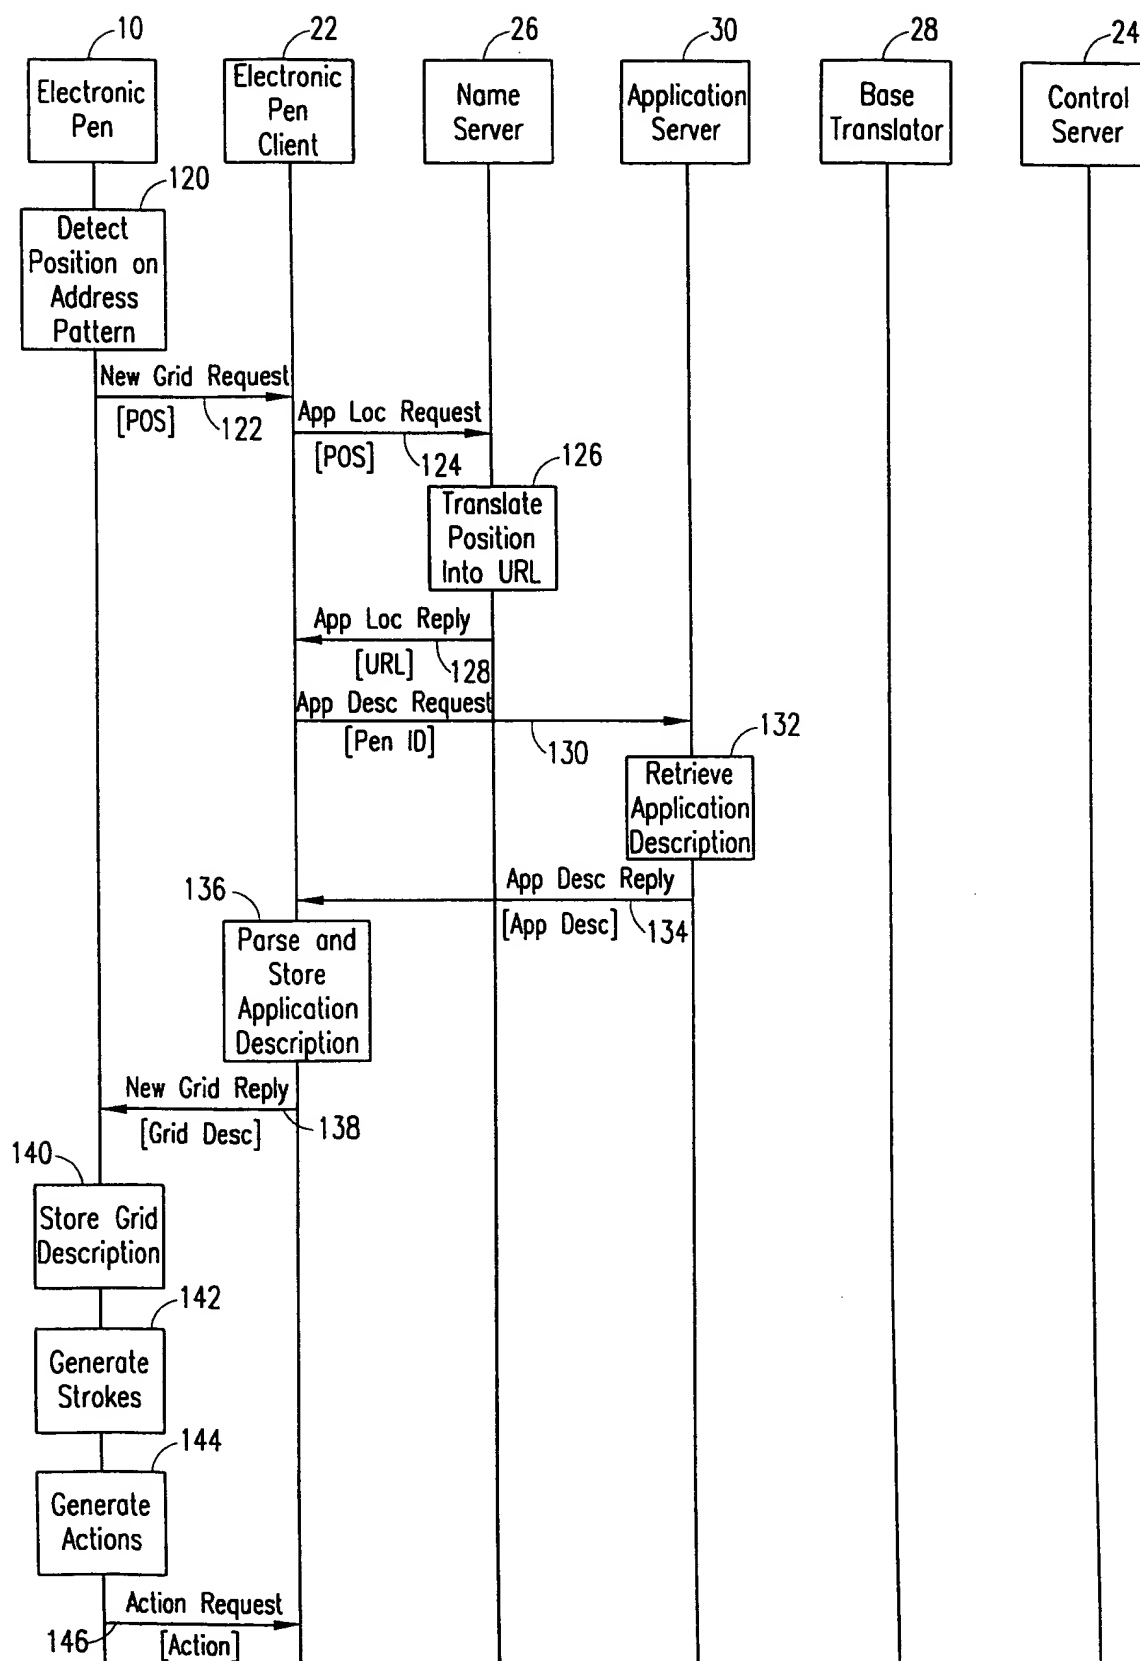 10
22
26
30
28
24
Electronic
Pen
Electronic
Pen
Client
Name
Server
Application
Server
Base
Translator
Control
Server
120
Detect
Position on
Address
Pattern
New Grid Request
[POS]
122
App Loc Request
[POS]
124
126
Translate
Position
Into URL
App Loc Reply
[URL]
128
App Desc Request
[Pen ID]
130
132
Retrieve
Application
Description
App Desc Reply
[App Desc]
134
136
Parse and
Store
Application
Description
New Grid Reply
[Grid Desc]
138
140
Store Grid
Description
142
Generate
Strokes
144
Generate
Actions
Action Request
146
[Action]